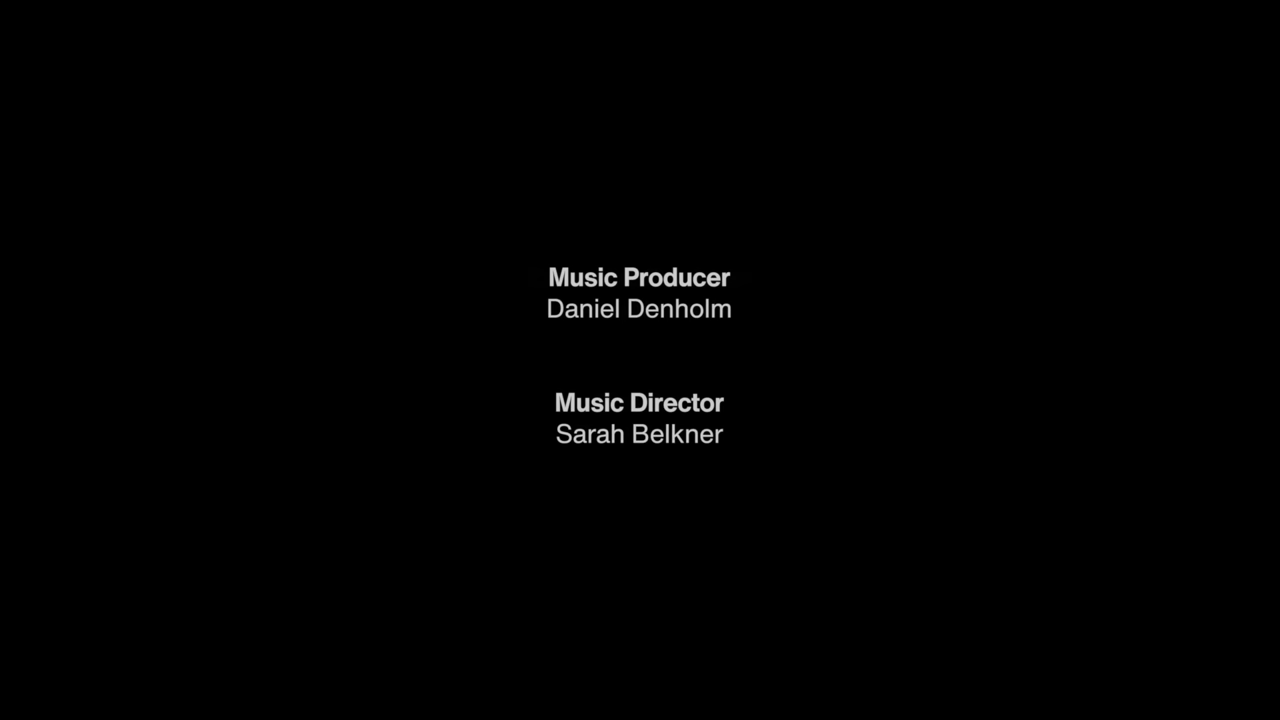 Music Producer
Daniel Denholm
Music Director
Sarah Belkner